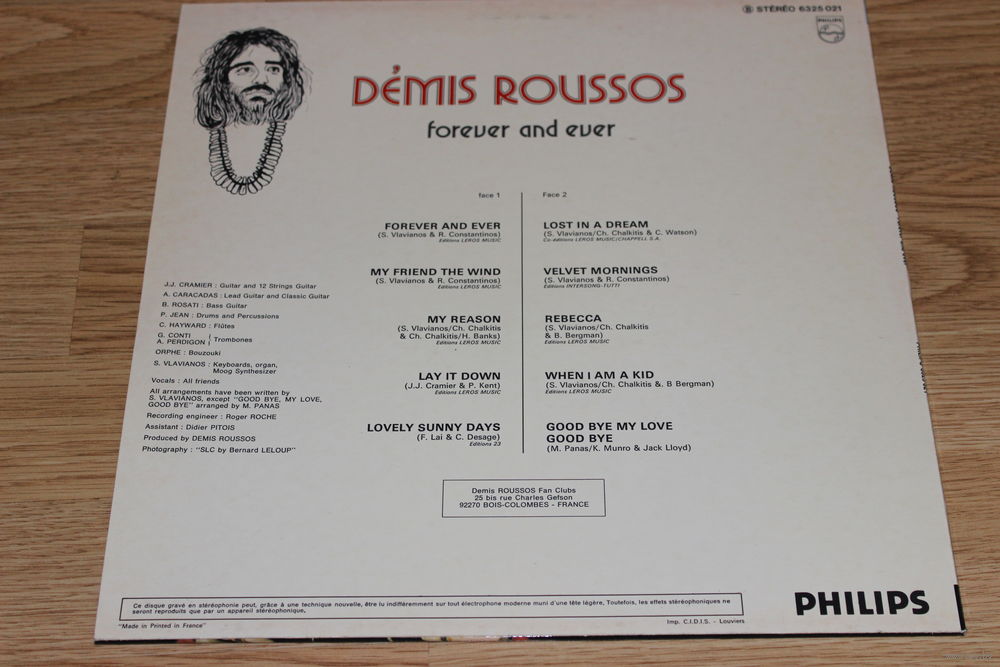 Ⓢ STÉRÉO 6325 021
PHILIPS
DÉMIS ROUSSOS
forever and ever
face 1
FOREVER AND EVER
(S. Vlavianos & R. Constantinos)
Editions LEROS MUSIC
MY FRIEND THE WIND
(S. Vlavianos & R. Constantinos)
Editions LEROS MUSIC
MY REASON
(S. Vlavianos/Ch. Chalkitis
& Ch. Chalkitis/H. Banks)
Editions LEROS MUSIC
LAY IT DOWN
(J.J. Cramier & P. Kent)
Editions LEROS MUSIC
LOVELY SUNNY DAYS
(F. Lai & C. Desage)
Editions 23
Face 2
LOST IN A DREAM
(S. Vlavianos/Ch. Chalkitis & C. Watson)
Co-éditions LEROS MUSIC/CHAPPELL S.A.
VELVET MORNINGS
(S. Vlavianos & R. Constantinos)
Editions INTERSONG-TUTTI
REBECCA
(S. Vlavianos/Ch. Chalkitis
& B. Bergman)
Editions LEROS MUSIC
WHEN I AM A KID
(S. Vlavianos/Ch. Chalkitis &. B Bergman)
Editions LEROS MUSIC
GOOD BYE MY LOVE
GOOD BYE
(M. Panas/K. Munro & Jack Lloyd)
J.J. CRAMIER : Guitar and 12 Strings Guitar
A. CARACADAS : Lead Guitar and Classic Guitar
B. ROSATI : Bass Guitar
P. JEAN : Drums and Percussions
C. HAYWARD : Flûtes
G. CONTI
A. PERDIGON | Trombones
ORPHE : Bouzouki
S. VLAVIANOS : Keyboards, organ,
Moog Synthesizer
Vocals : All friends
All arrangements have been written by
S. VLAVIANOS, except "GOOD BYE, MY LOVE,
GOOD BYE" arranged by M. PANAS
Recording engineer : Roger ROCHE
Assistant : Didier PITOIS
Produced by DEMIS ROUSSOS
Photography : "SLC by Bernard LELOUP"
Demis ROUSSOS Fan Clubs
25 bis rue Charles Gefson
92270 BOIS-COLOMBES - FRANCE
Ce disque gravé en stéréophonie peut, grâce à une technique nouvelle, être lu indifféremment sur tout électrophone moderne muni d'une tête légère. Toutefois, les effets stéréophoniques ne
seront reproduits que par un appareil stéréophonique.
"Made in Printed in France"
Imp. C.I.D.I.S. - Louviers
PHILIPS